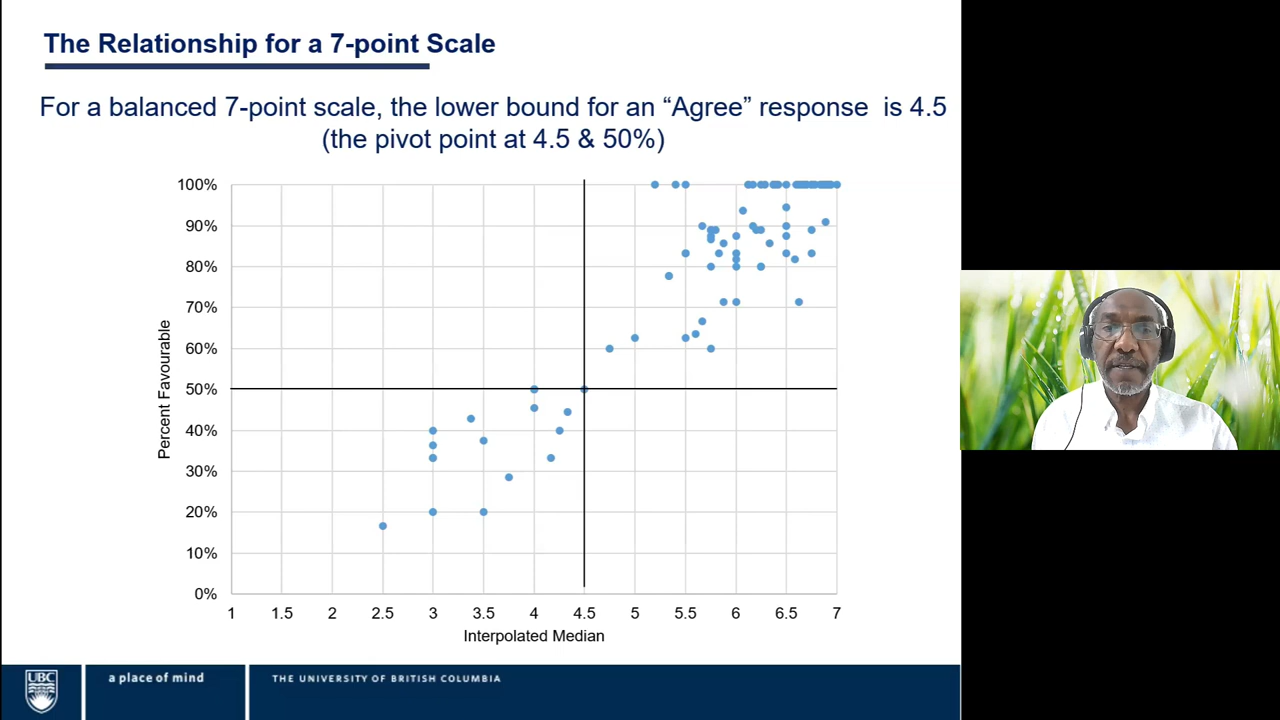 The Relationship for a 7-point Scale
For a balanced 7-point scale, the lower bound for an “Agree” response is 4.5
(the pivot point at 4.5 & 50%)
100%
90%
80%
70%
60%
50%
40%
30%
20%
10%
0%
Percent Favourable
1 1.5 2 2.5 3 3.5 4 4.5 5 5.5 6 6.5 7
Interpolated Median
UBC
a place of mind
THE UNIVERSITY OF BRITISH COLUMBIA